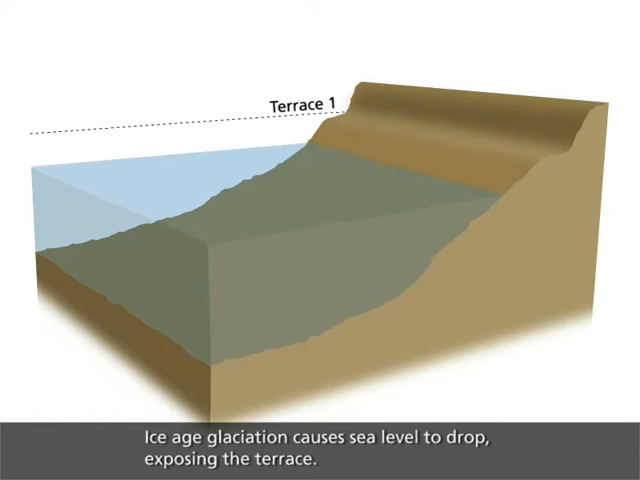 Terrace 1
Ice age glaciation causes sea level to drop,
exposing the terrace.